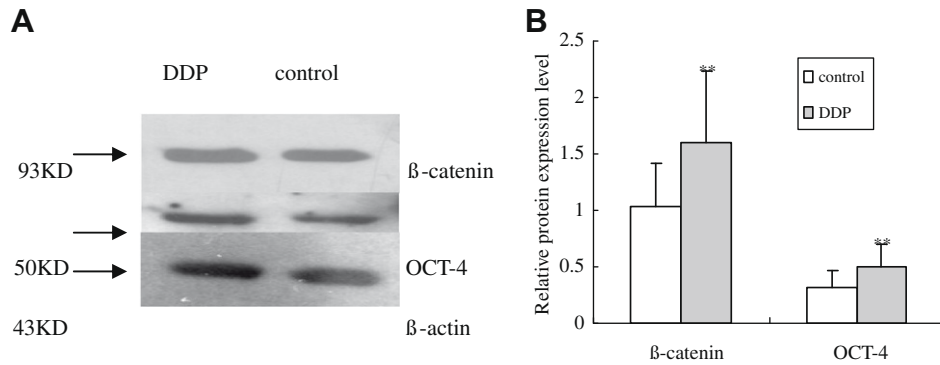 A
DDP control
93KD ß-catenin
50KD OCT-4
43KD ß-actin
B
Relative protein expression level
2.5
2
1.5
1
0.5
0
**
**
control
DDP
ß-catenin OCT-4